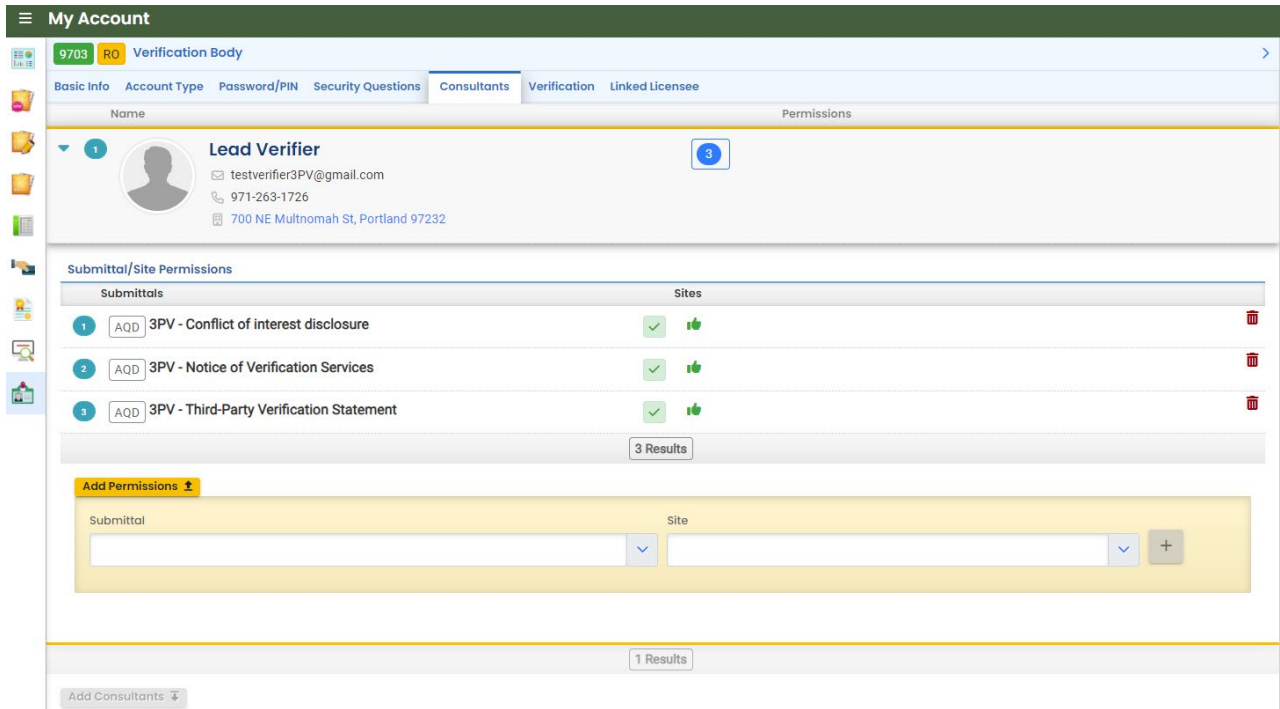 My Account
9703 RO Verification Body
Basic Info Account Type Password/PIN Security Questions Consultants Verification Linked Licensee
Name Permissions
1 Lead Verifier 3
testverifier3PV@gmail.com
971-263-1726
700 NE Multnomah St, Portland 97232
Submittal/Site Permissions
Submittals Sites
1 AQD 3PV - Conflict of interest disclosure
2 AQD 3PV - Notice of Verification Services
3 AQD 3PV - Third-Party Verification Statement
3 Results
Add Permissions
Submittal Site
1 Results
Add Consultants